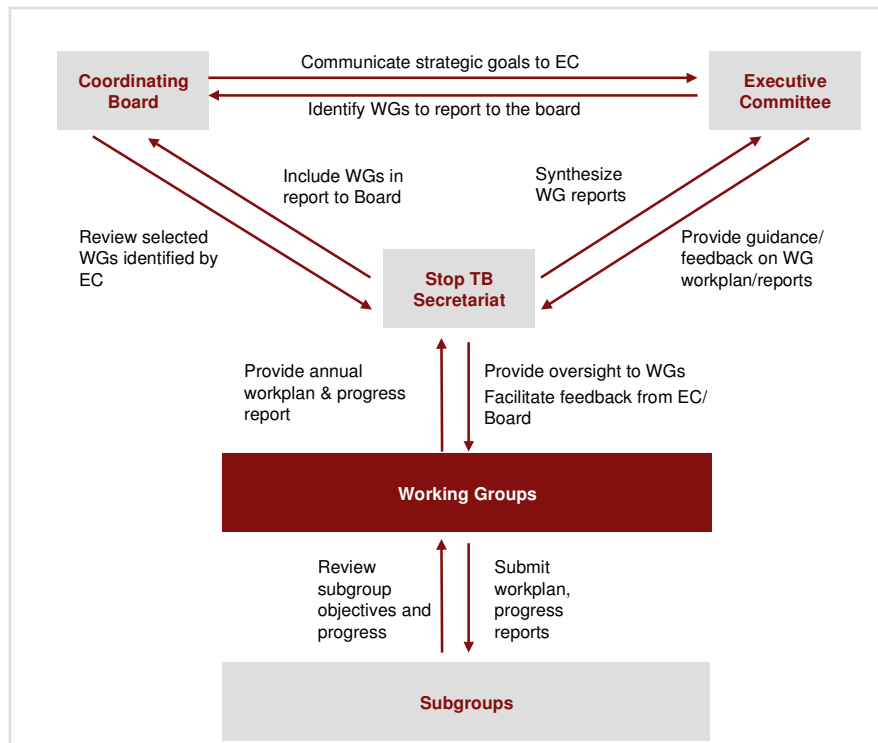 Communicate strategic goals to EC
Coordinating
Board
Executive
Committee
Identify WGs to report to the board
Include WGs in
report to Board
Synthesize
WG reports
Review selected
WGs identified by
EC
Provide guidance/
feedback on WG
workplan/reports
Stop TB
Secretariat
Provide annual
workplan & progress
report
Provide oversight to WGs
Facilitate feedback from EC/
Board
Working Groups
Review
subgroup
objectives and
progress
Submit
workplan,
progress
reports
Subgroups